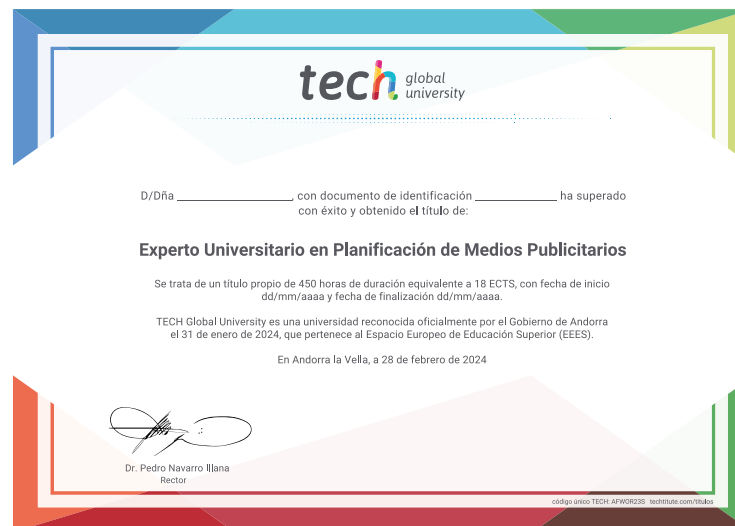 tech global university
D/Dña ____________________, con documento de identificación ______________ ha superado
con éxito y obtenido el título de:
Experto Universitario en Planificación de Medios Publicitarios
Se trata de un título propio de 450 horas de duración equivalente a 18 ECTS, con fecha de inicio
dd/mm/aaaa y fecha de finalización dd/mm/aaaa.
TECH Global University es una universidad reconocida oficialmente por el Gobierno de Andorra
el 31 de enero de 2024, que pertenece al Espacio Europeo de Educación Superior (EEES).
En Andorra la Vella, a 28 de febrero de 2024
Dr. Pedro Navarro Illana
Rector
código único TECH: AFWOR23S techtitute.com/titulos